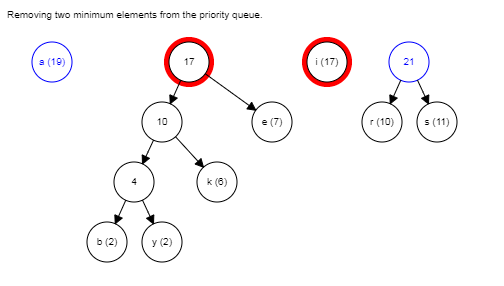 Removing two minimum elements from the priority queue.
a (19)
17
i (17)
21
10
e (7)
r (10)
s (11)
4
k (6)
b (2)
y (2)